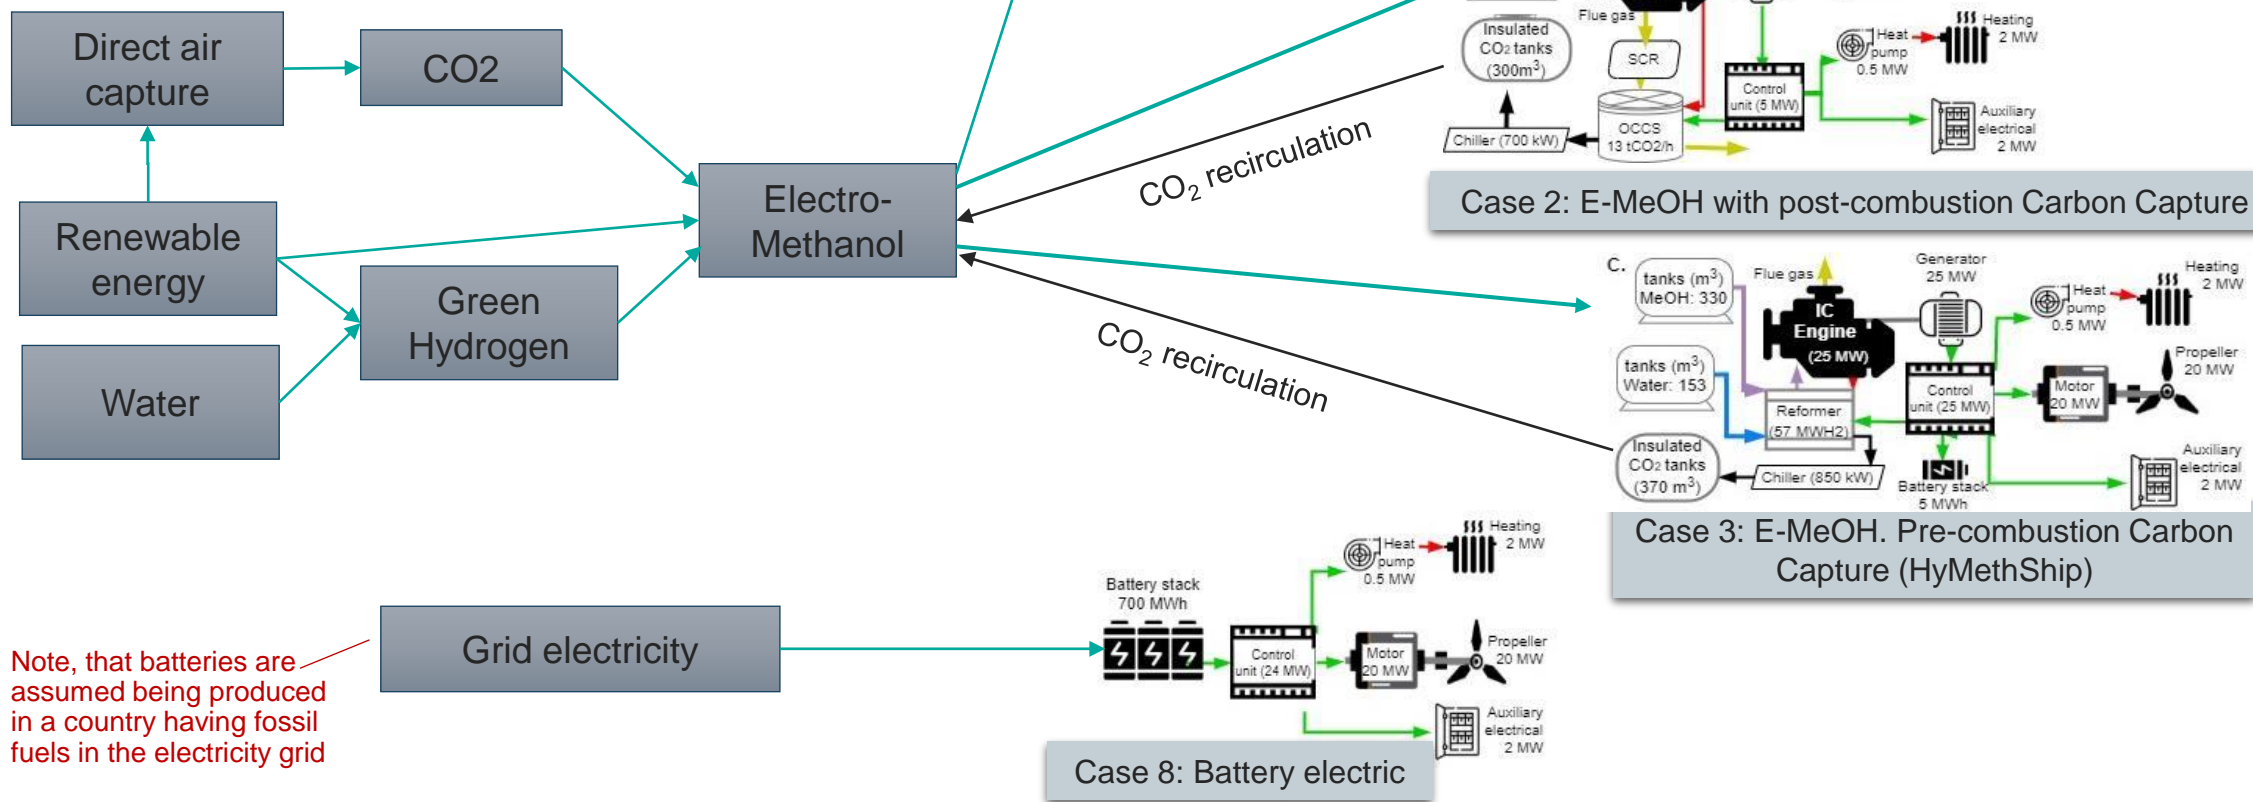 Direct air
capture
CO2
Renewable
energy
Water
Green
Hydrogen
Electro-
Methanol
CO2 recirculation
CO2 recirculation
Flue gas
Insulated
CO2 tanks
(300m3)
SCR
Chiller (700 kW)
OCCS
13 tCO2/h
Control
unit (5 MW)
Heat
pump
0.5 MW
Heating
2 MW
Auxiliary
electrical
2 MW
Case 2: E-MeOH with post-combustion Carbon Capture
C.
tanks (m3)
MeOH: 330
Flue gas
IC
Engine
(25 MW)
Generator
25 MW
Heat
pump
0.5 MW
Heating
2 MW
tanks (m3)
Water: 153
Reformer
(57 MWH2)
Control
unit (25 MW)
Motor
20 MW
Propeller
20 MW
Insulated
CO2 tanks
(370 m3)
Chiller (850 kW)
Battery stack
5 MWh
Auxiliary
electrical
2 MW
Case 3: E-MeOH. Pre-combustion Carbon
Capture (HyMethShip)
Note, that batteries are
assumed being produced
in a country having fossil
fuels in the electricity grid
Grid electricity
Battery stack
700 MWh
Control
unit (24 MW)
Heat
pump
0.5 MW
Heating
2 MW
Motor
20 MW
Propeller
20 MW
Auxiliary
electrical
2 MW
Case 8: Battery electric